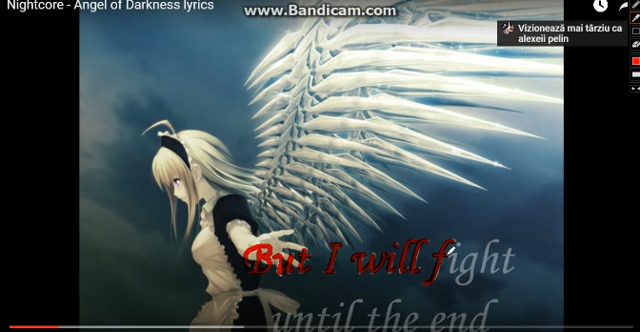 Nightcore - Angel of Darkness lyrics
www.Bandicam.com
Vizionează mai târziu ca
alexeii pelin
But I will fight
until the end